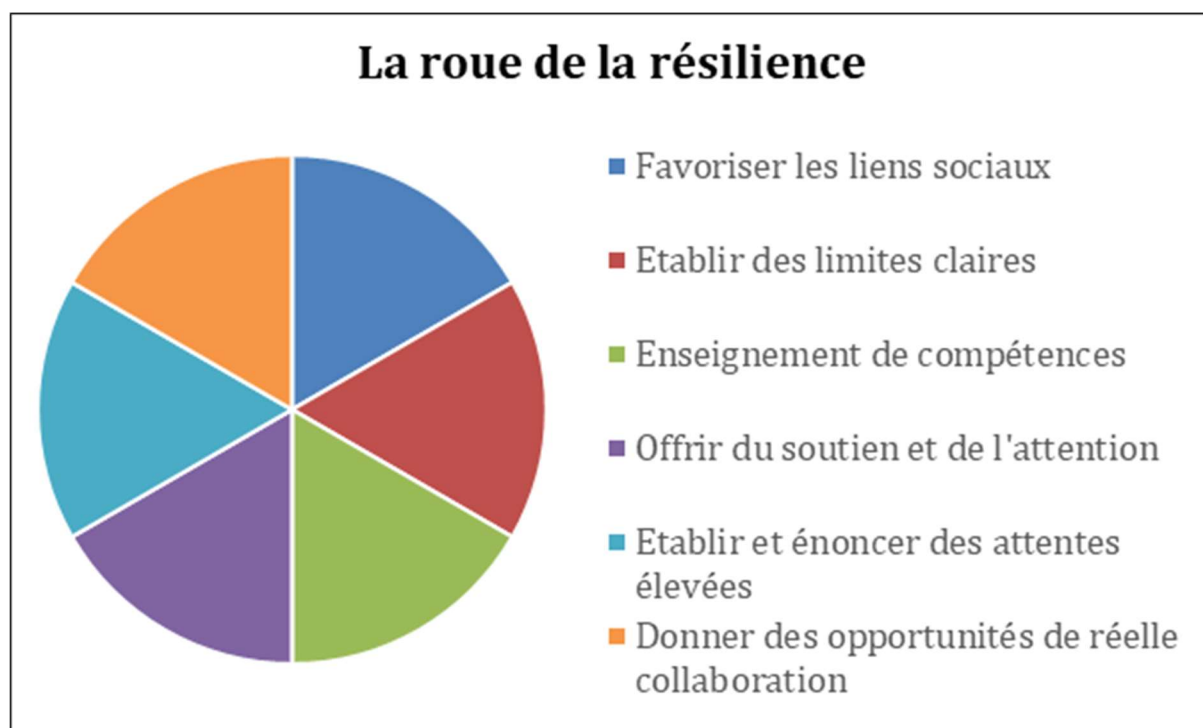 La roue de la résilience
Favoriser les liens sociaux
Etablir des limites claires
Enseignement de compétences
Offrir du soutien et de l'attention
Etablir et énoncer des attentes
élevées
Donner des opportunités de réelle
collaboration